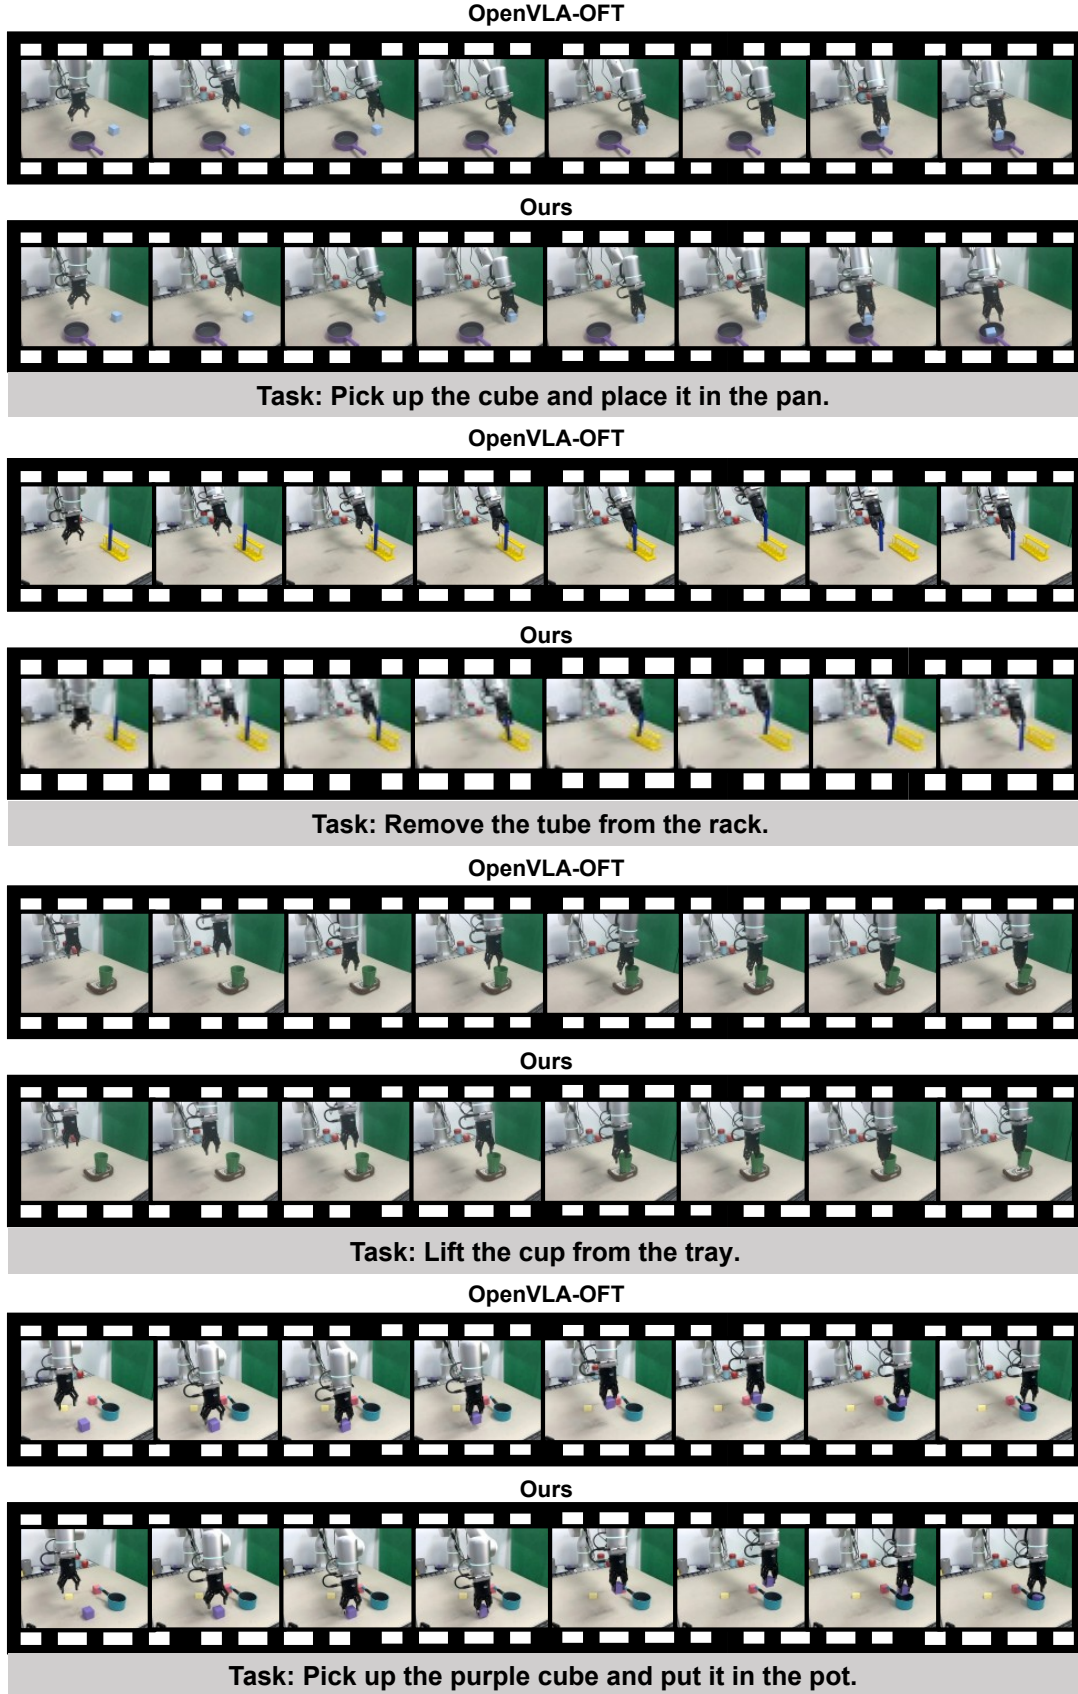 OpenVLA-OFT
Ours
Task: Pick up the cube and place it in the pan.
OpenVLA-OFT
Ours
Task: Remove the tube from the rack.
OpenVLA-OFT
Ours
Task: Lift the cup from the tray.
OpenVLA-OFT
Ours
Task: Pick up the purple cube and put it in the pot.